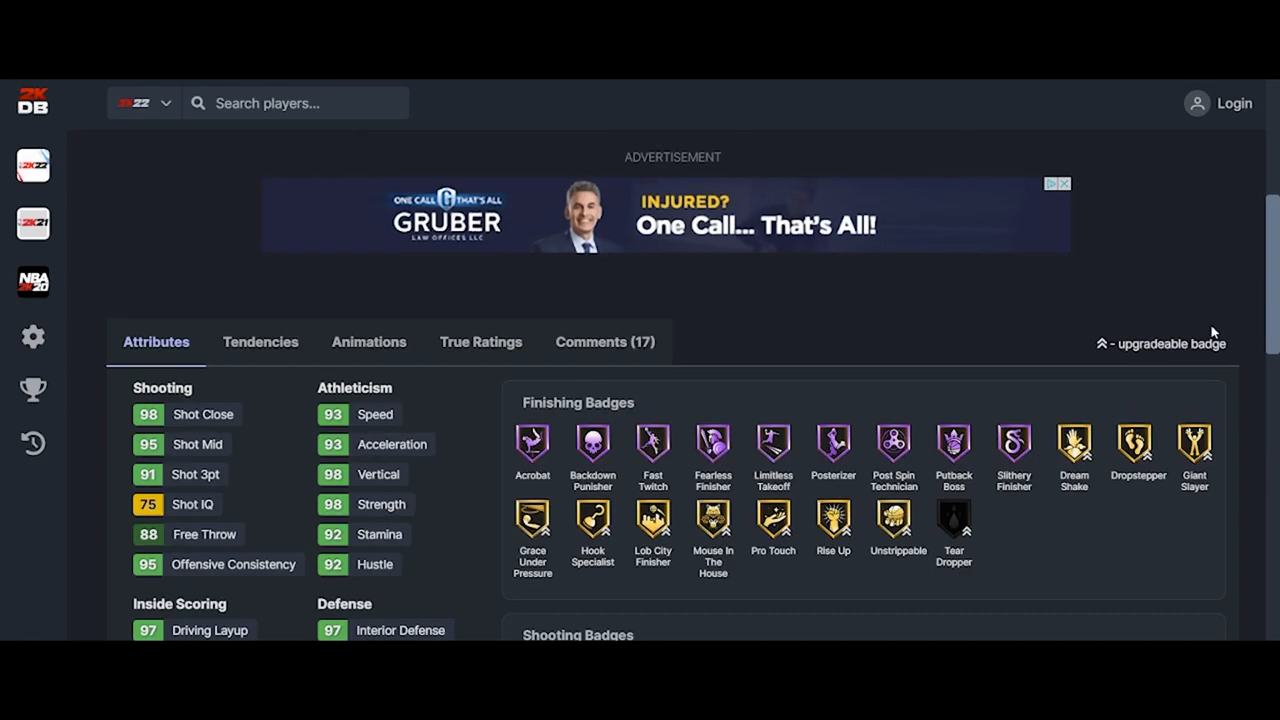 2K
DB
2K22
Search players...
Login
2K22
2K21
NBA
2K20
ADVERTISEMENT
ONE CALL G THAT'S ALL
GRUBER
LAW OFFICES LLC
INJURED?
One Call... That's All!
Attributes
Tendencies
Animations
True Ratings
Comments (17)
- upgradeable badge
Shooting
98 Shot Close
95 Shot Mid
91 Shot 3pt
75 Shot IQ
88 Free Throw
95 Offensive Consistency
Inside Scoring
97 Driving Layup
Athleticism
93 Speed
93 Acceleration
98 Vertical
98 Strength
92 Stamina
92 Hustle
Defense
97 Interior Defense
Finishing Badges
Acrobat
Backdown
Punisher
Fast
Twitch
Fearless
Finisher
Limitless
Takeoff
Posterizer
Post Spin
Technician
Putback
Boss
Slithery
Finisher
Dream
Shake
Dropstepper
Giant
Slayer
Grace
Under
Pressure
Hook
Specialist
Lob City
Finisher
Mouse In
The
House
Pro Touch
Rise Up
Unstrippable
Tear
Dropper
Shooting Badges